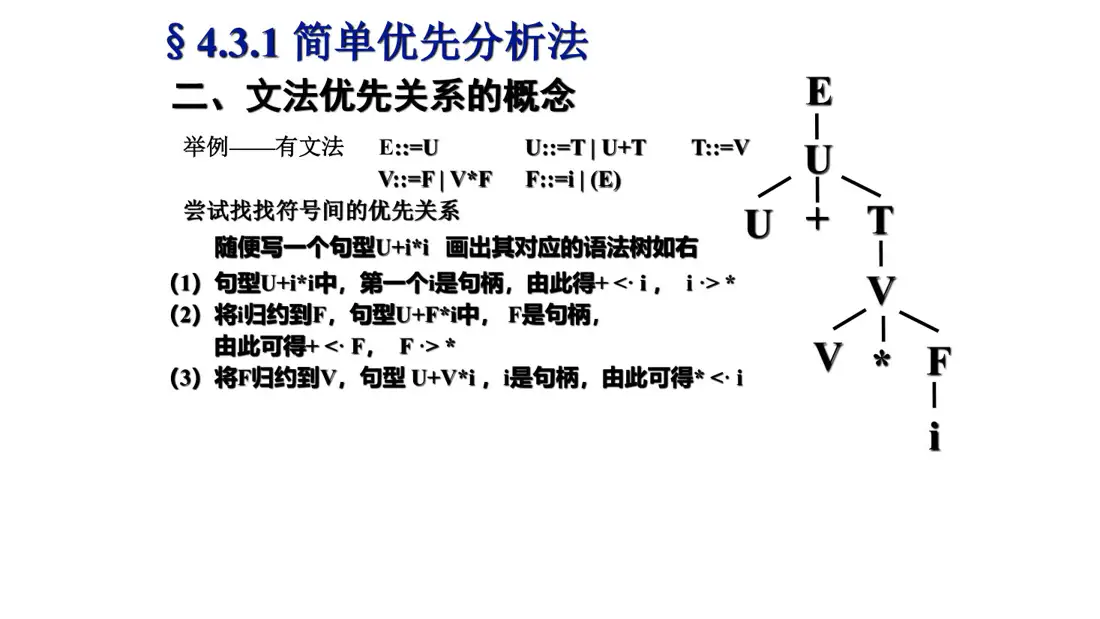 §4.3.1 简单优先分析法
二、文法优先关系的概念
举例——有文法 E::=U U::=T | U+T T::=V
V::=F | V*F F::=i | (E)
尝试找找符号间的优先关系
随便写一个句型U+i*i 画出其对应的语法树如右
（1）句型U+i*i中，第一个i是句柄，由此得+ <· i ， i ·> *
（2）将i归约到F，句型U+F*i中， F是句柄，
由此可得+ <· F， F ·> *
（3）将F归约到V，句型 U+V*i ，i是句柄，由此可得* <· i
E
U
U + T
V
V * F
i